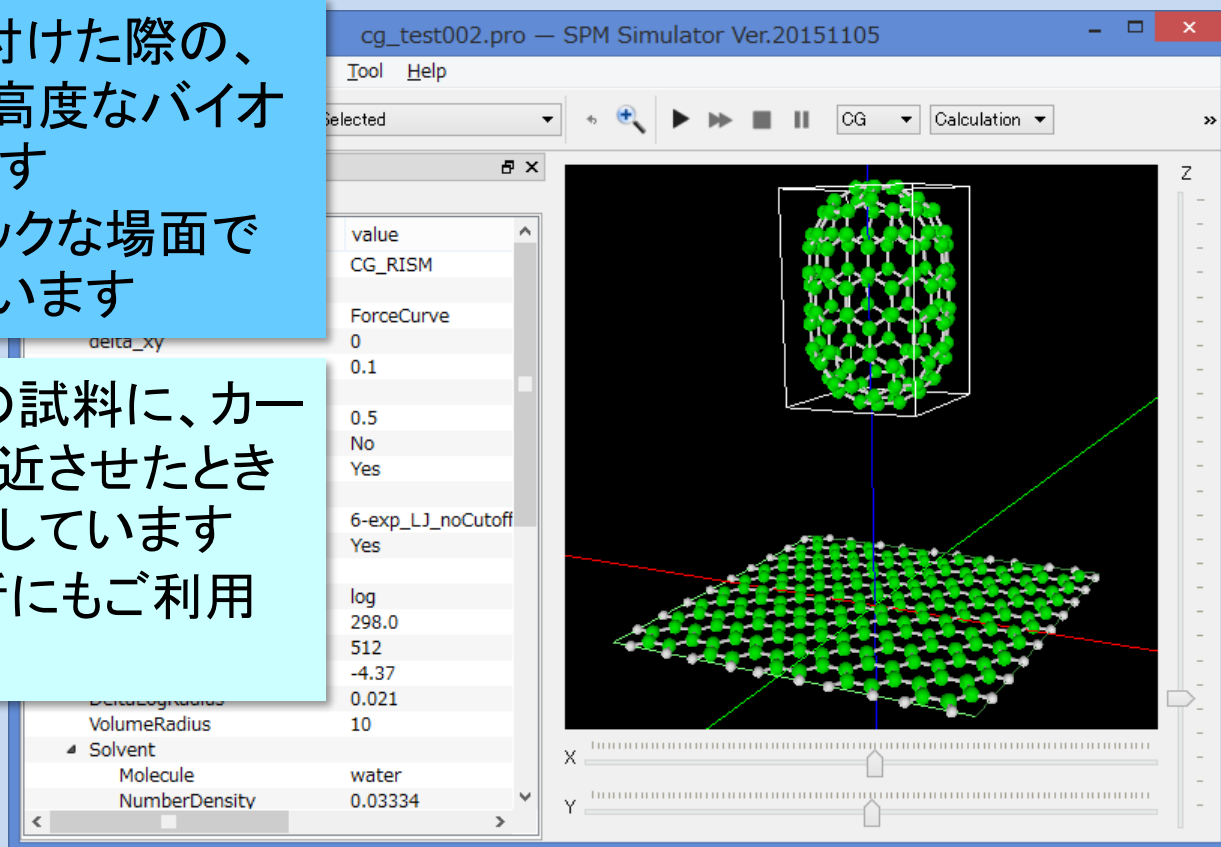 付けた際の、
高度なバイオ
す
ックな場面で
います
の試料に、カー
近させたとき
しています
行にもご利用
cg_test002.pro — SPM Simulator Ver.20151105
Tool Help
Selected
CG
Calculation
»
value
CG_RISM
ForceCurve
delta_xy 0
0.1
0.5
No
Yes
6-exp_LJ_noCutoff
Yes
log
298.0
512
-4.37
DeltaLogRadius 0.021
VolumeRadius 10
Solvent
Molecule water
NumberDensity 0.03334
Z
X
Y